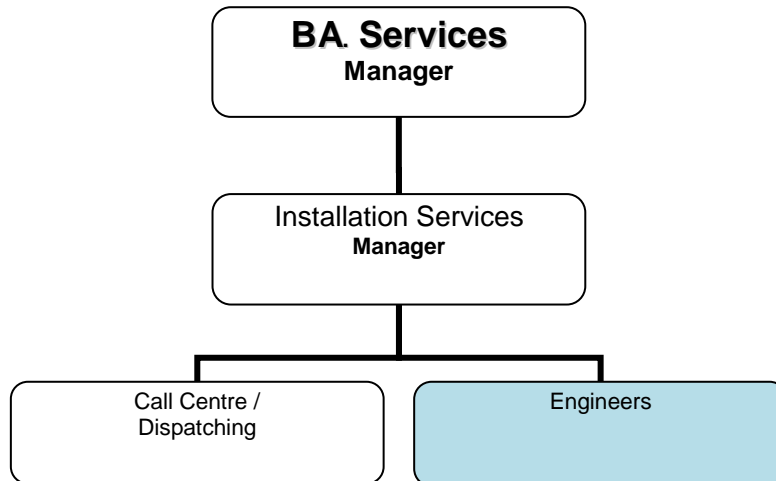 BA. Services
Manager
Installation Services
Manager
Call Centre /
Dispatching
Engineers